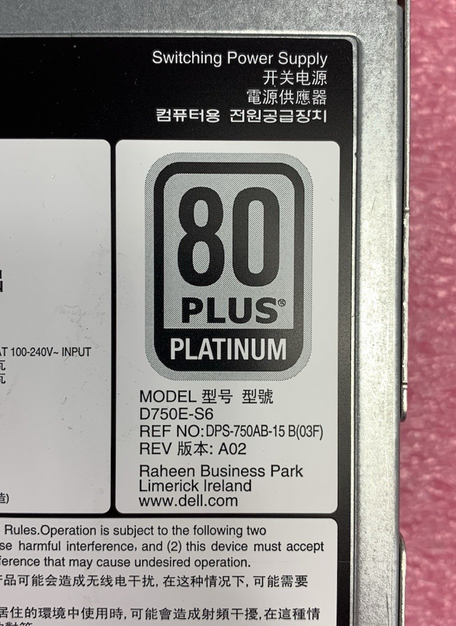 Switching Power Supply
开关电源
電源供應器
컴퓨터용 전원공급장치
80
PLUS®
PLATINUM
AT 100-240V~ INPUT
瓦
瓦
MODEL 型号 型號
D750E-S6
REF NO:DPS-750AB-15 B(03F)
REV 版本: A02
Raheen Business Park
Limerick Ireland
www.dell.com
造)
Rules.Operation is subject to the following two
se harmful interference, and (2) this device must accept
ference that may cause undesired operation.
品可能会造成无线电干扰, 在这种情况下, 可能需要
居住的環境中使用時, 可能會造成射頻干擾, 在這種情